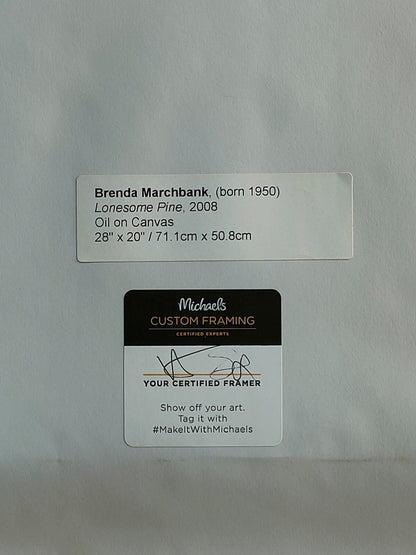 Brenda Marchbank, (born 1950)
Lonesome Pine, 2008
Oil on Canvas
28" x 20" / 71.1cm x 50.8cm
Michaels
CUSTOM FRAMING
CERTIFIED EXPERTS
YOUR CERTIFIED FRAMER
Show off your art.
Tag it with
#MakeItWithMichaels